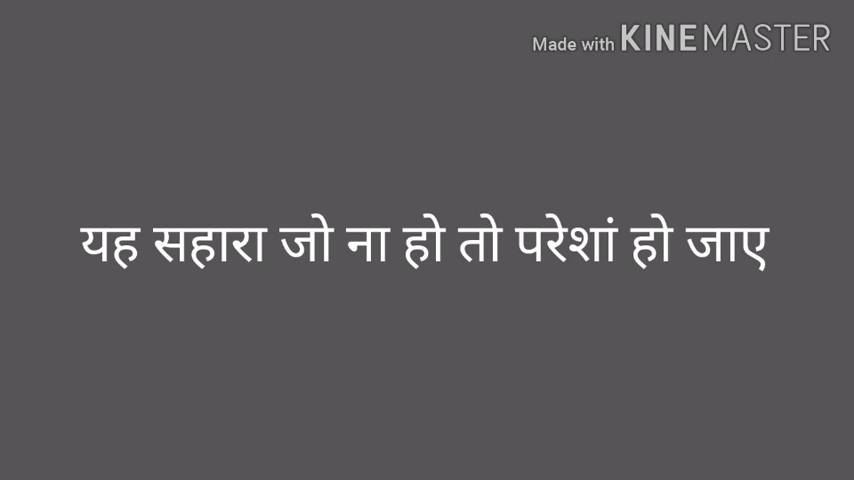 Made with KINEMASTER
यह सहारा जो ना हो तो परेशां हो जाए